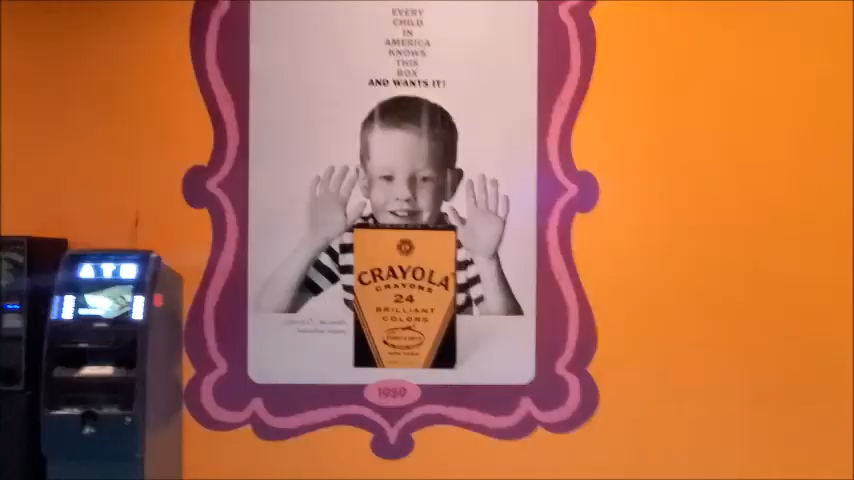 EVERY
CHILD
IN
AMERICA
KNOWS
THIS
BOX
AND WANTS IT!
CRAYOLA
CRAYONS
24
BRILLIANT
COLORS
1959
ATM